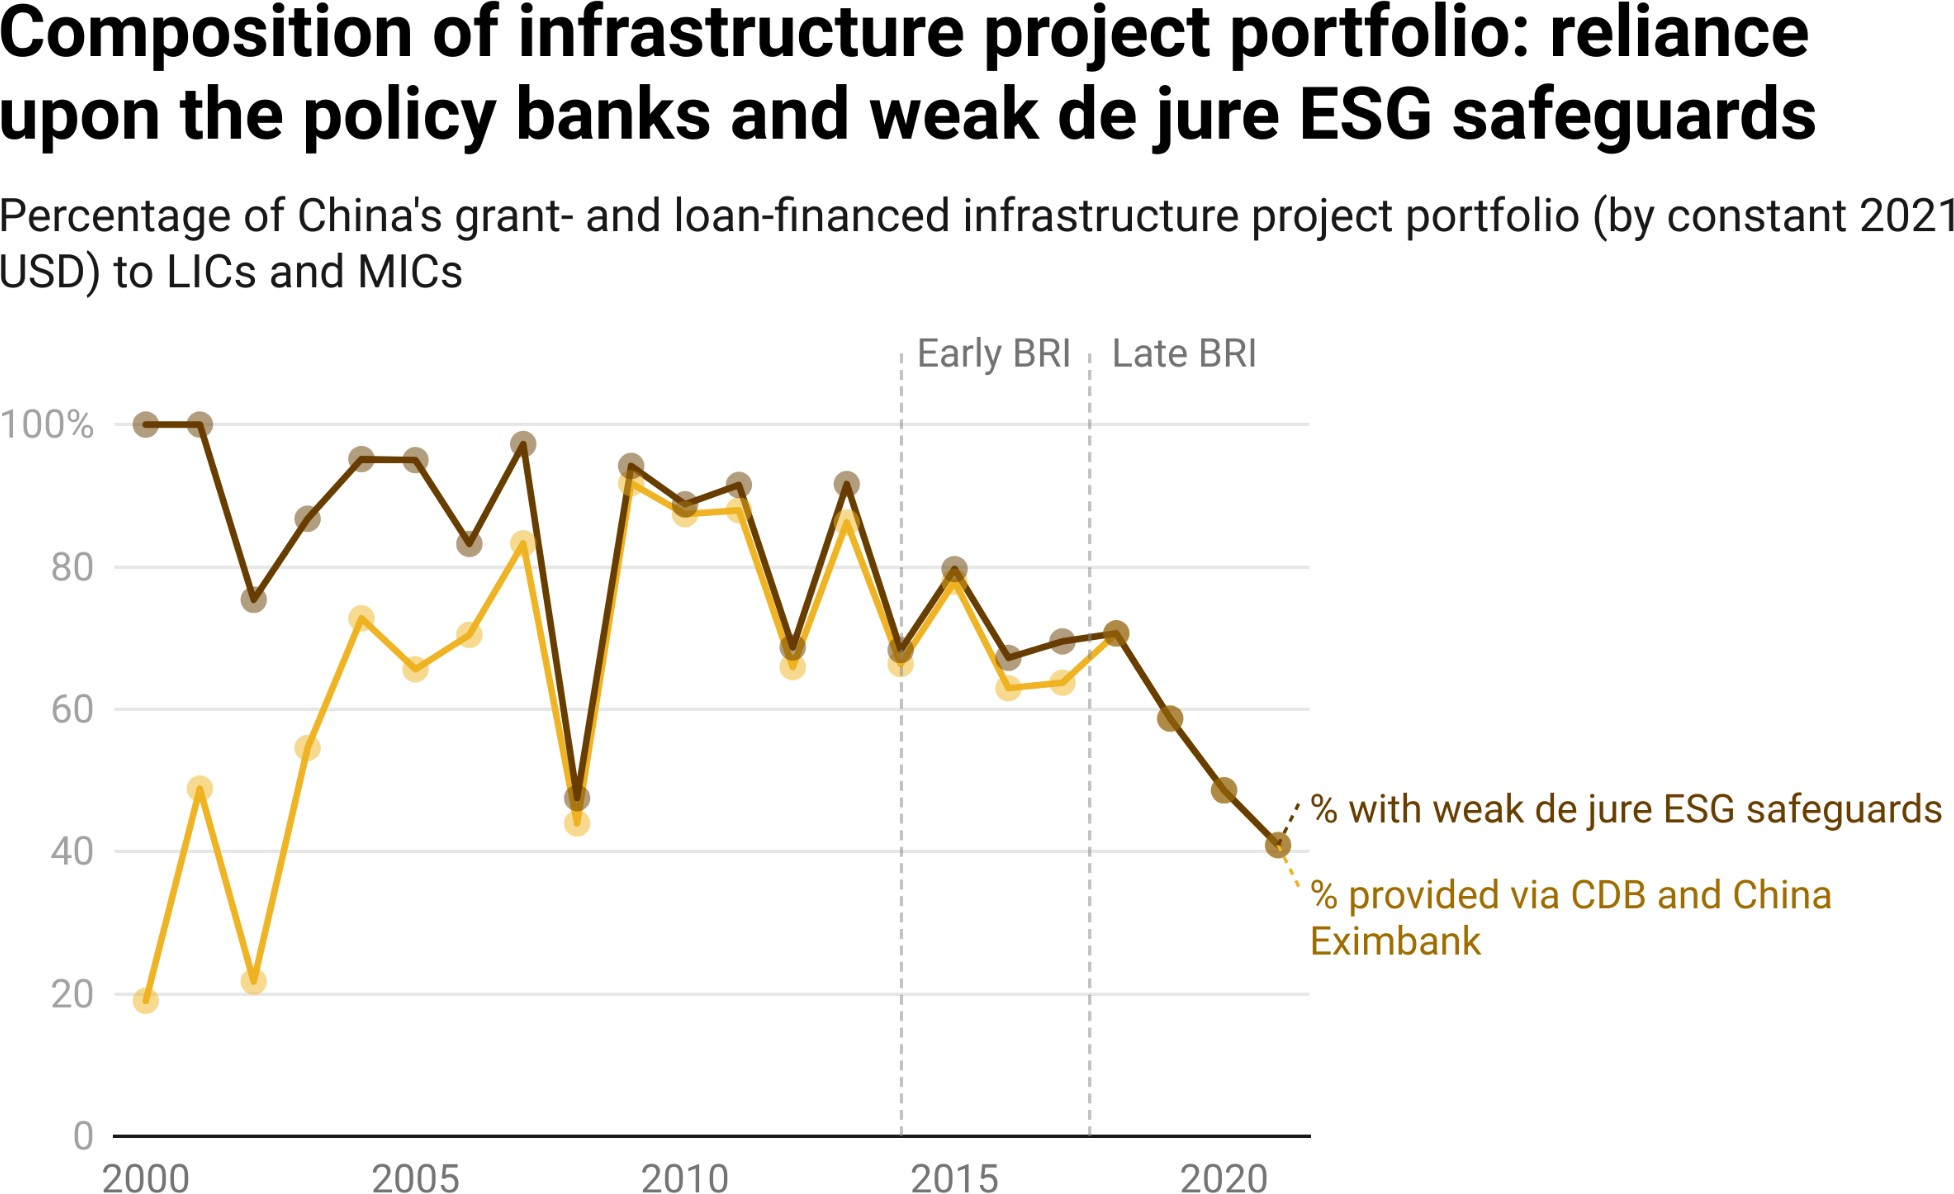 Composition of infrastructure project portfolio: reliance
upon the policy banks and weak de jure ESG safeguards
Percentage of China's grant- and loan-financed infrastructure project portfolio (by constant 2021
USD) to LICs and MICs
Early BRI
Late BRI
100%
80
60
40
20
0
% with weak de jure ESG safeguards
% provided via CDB and China
Eximbank
2000
2005
2010
2015
2020